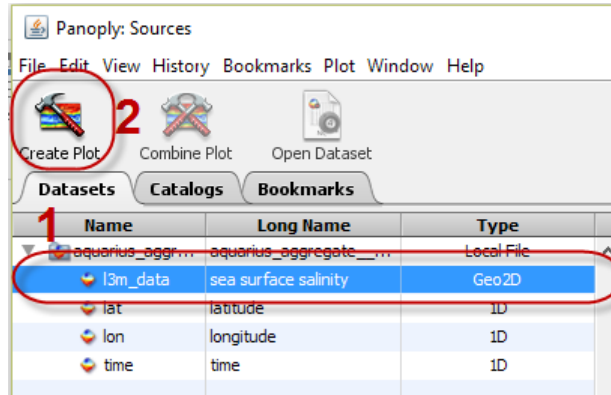 Panoply: Sources
File Edit View History Bookmarks Plot Window Help
2
Create Plot Combine Plot Open Dataset
Datasets Catalogs Bookmarks
1
Name Long Name Type
aquarius_aggr... aquarius_aggregate__... Local File
l3m_data sea surface salinity Geo2D
lat latitude 1D
lon longitude 1D
time time 1D